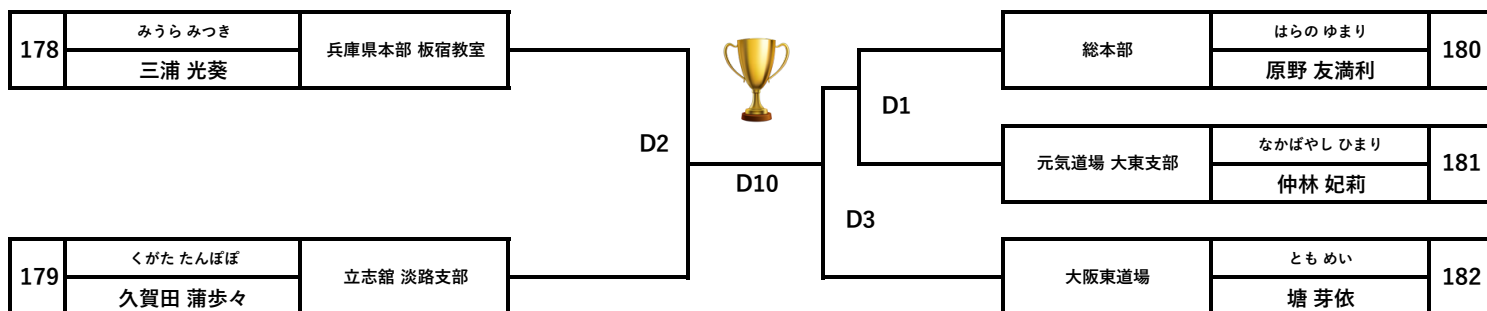 178
みうら みつき
三浦 光葵
兵庫県本部 板宿教室
179
くがた たんぽぽ
久賀田 蒲歩々
立志舘 淡路支部
D2
D10
D1
D3
総本部
はらの ゆまり
原野 友満利
180
元気道場 大東支部
なかばやし ひまり
仲林 妃莉
181
大阪東道場
とも めい
塘 芽依
182